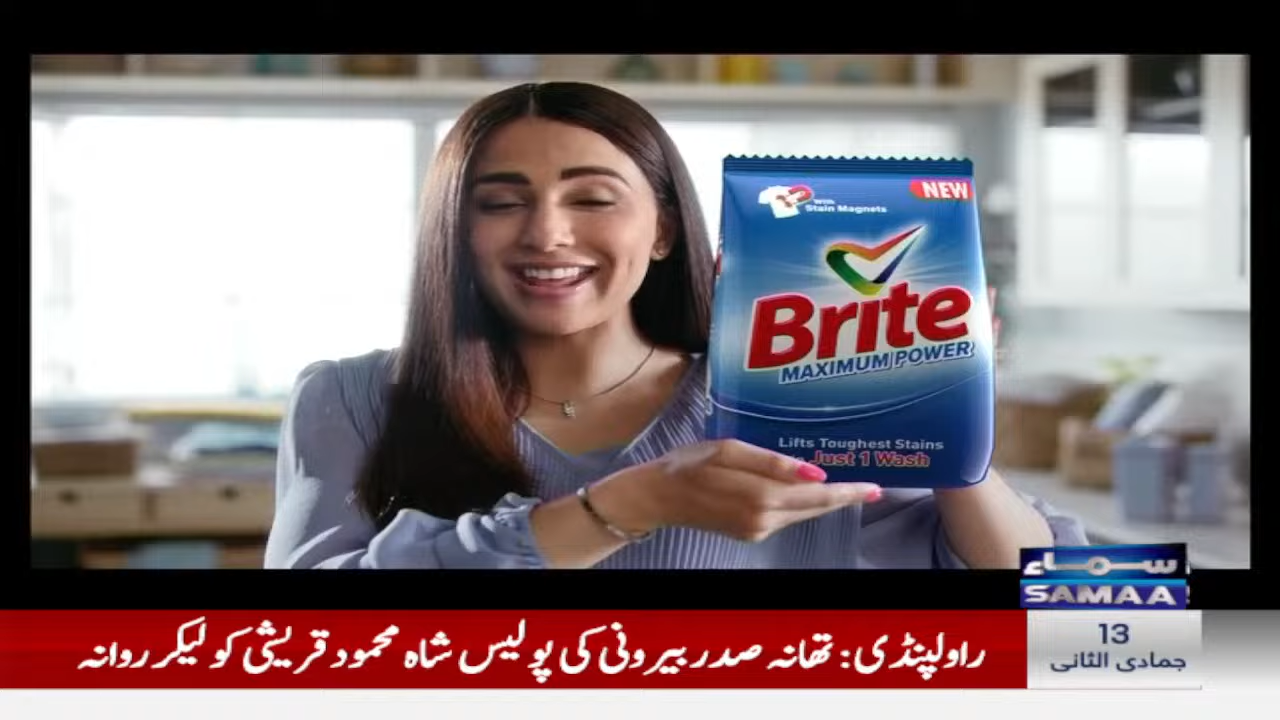 With
Stain Magnets
NEW
Brite
MAXIMUM POWER
Lifts Toughest Stains
Just 1 Wash
سماء
SAMAA
13
جمادی الثانی
راولپنڈی: تھانہ صدر بیرونی کی پولیس شاہ محمود قریشی کو لیکر روانہ